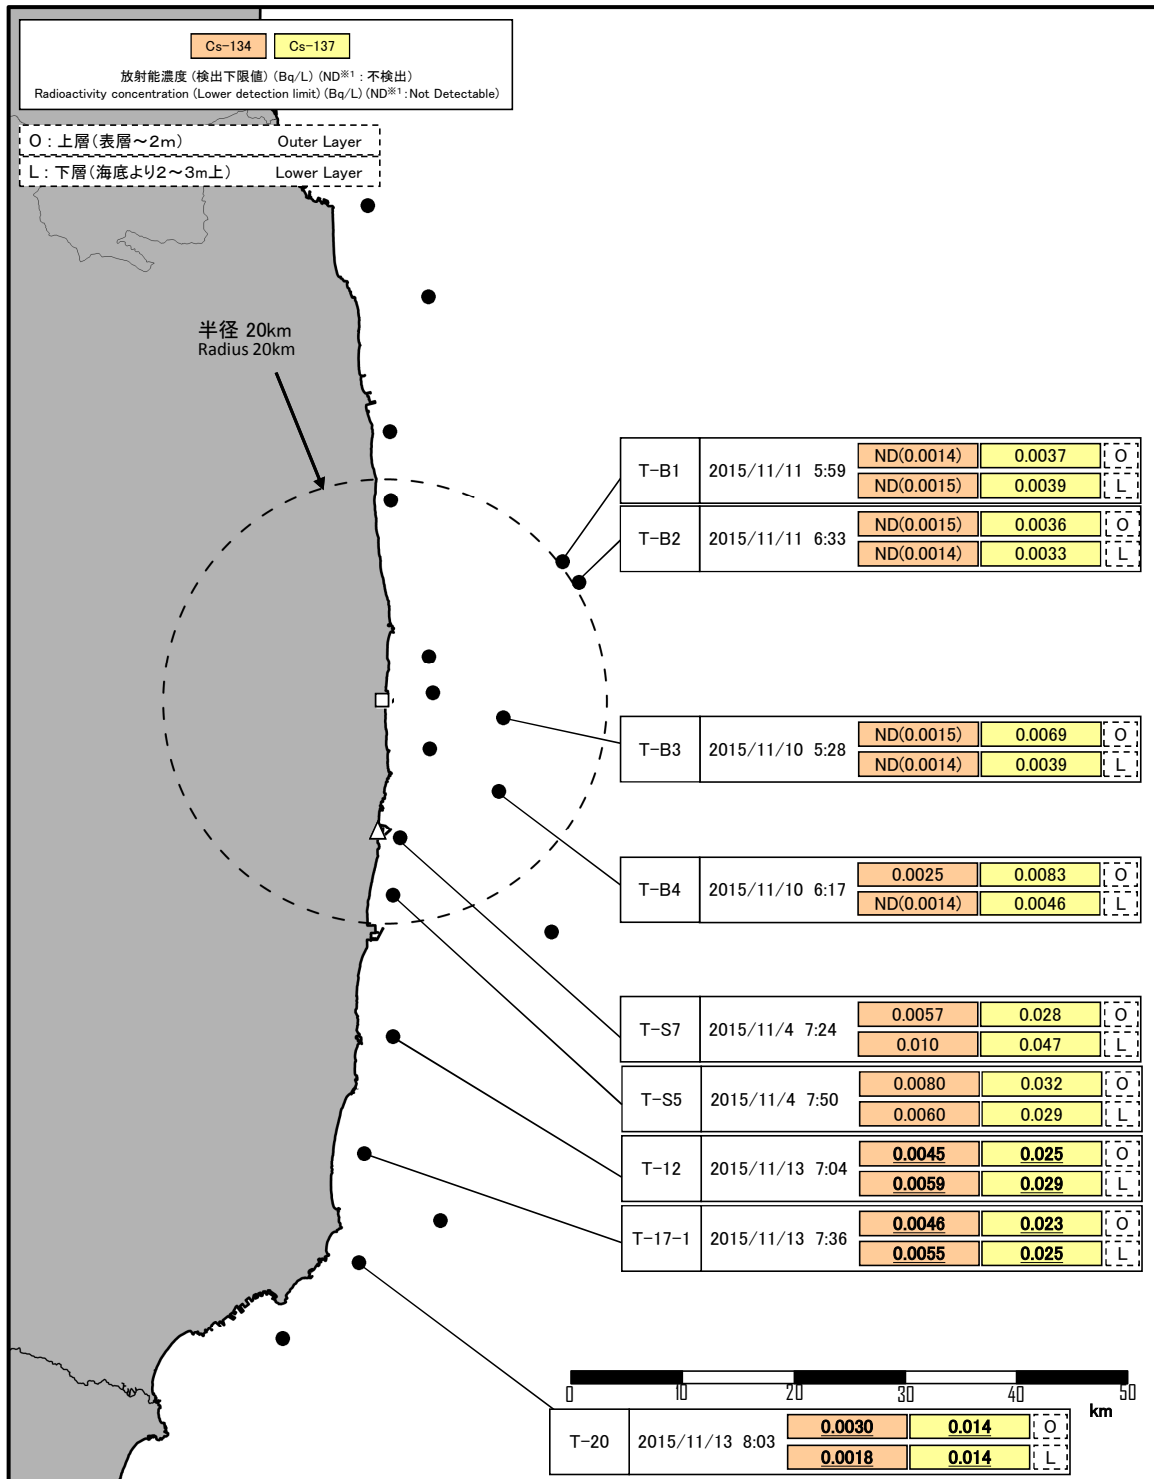 Cs-134 Cs-137
放射能濃度 (検出下限値) (Bq/L) (ND※1 : 不検出)
Radioactivity concentration (Lower detection limit) (Bq/L) (ND※1 : Not Detectable)
O : 上層(表層～2m) Outer Layer
L : 下層(海底より2～3m上) Lower Layer
半径 20km
Radius 20km
T-B1 2015/11/11 5:59
ND(0.0014) 0.0037 O
ND(0.0015) 0.0039 L
T-B2 2015/11/11 6:33
ND(0.0015) 0.0036 O
ND(0.0014) 0.0033 L
T-B3 2015/11/10 5:28
ND(0.0015) 0.0069 O
ND(0.0014) 0.0039 L
T-B4 2015/11/10 6:17
0.0025 0.0083 O
ND(0.0014) 0.0046 L
T-S7 2015/11/4 7:24
0.0057 0.028 O
0.010 0.047 L
T-S5 2015/11/4 7:50
0.0080 0.032 O
0.0060 0.029 L
T-12 2015/11/13 7:04
0.0045 0.025 O
0.0059 0.029 L
T-17-1 2015/11/13 7:36
0.0046 0.023 O
0.0055 0.025 L
0 10 20 30 40 50
km
T-20 2015/11/13 8:03
0.0030 0.014 O
0.0018 0.014 L